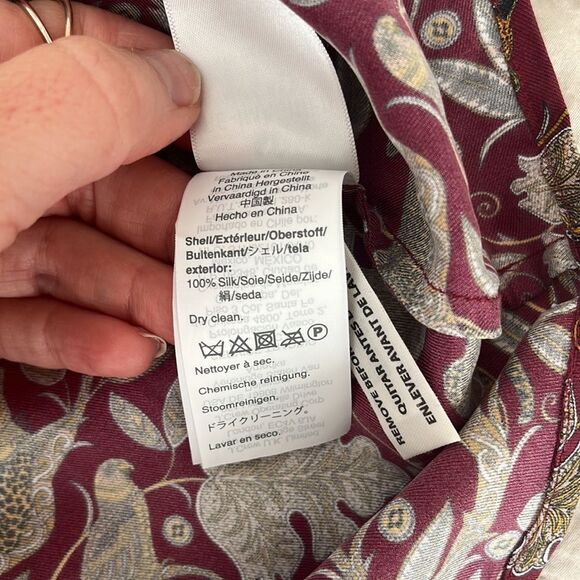 Made in
Fabriqué en Chine
in China Hergestellt
Vervaardigd in China
中国製
Hecho en China
Shell/Extérieur/Oberstoff/
Buitenkant/シェル/tela
exterior:
100% Silk/Soie/Seide/Zijde/
絹/seda
Dry clean.
P
Nettoyer à sec.
Chemische reinigung.
Stoomreinigen.
ドライクリーニング。
Lavar en seco.
REMOVE BEFORE
QUITAR ANTES
ENLEVER AVANT DE